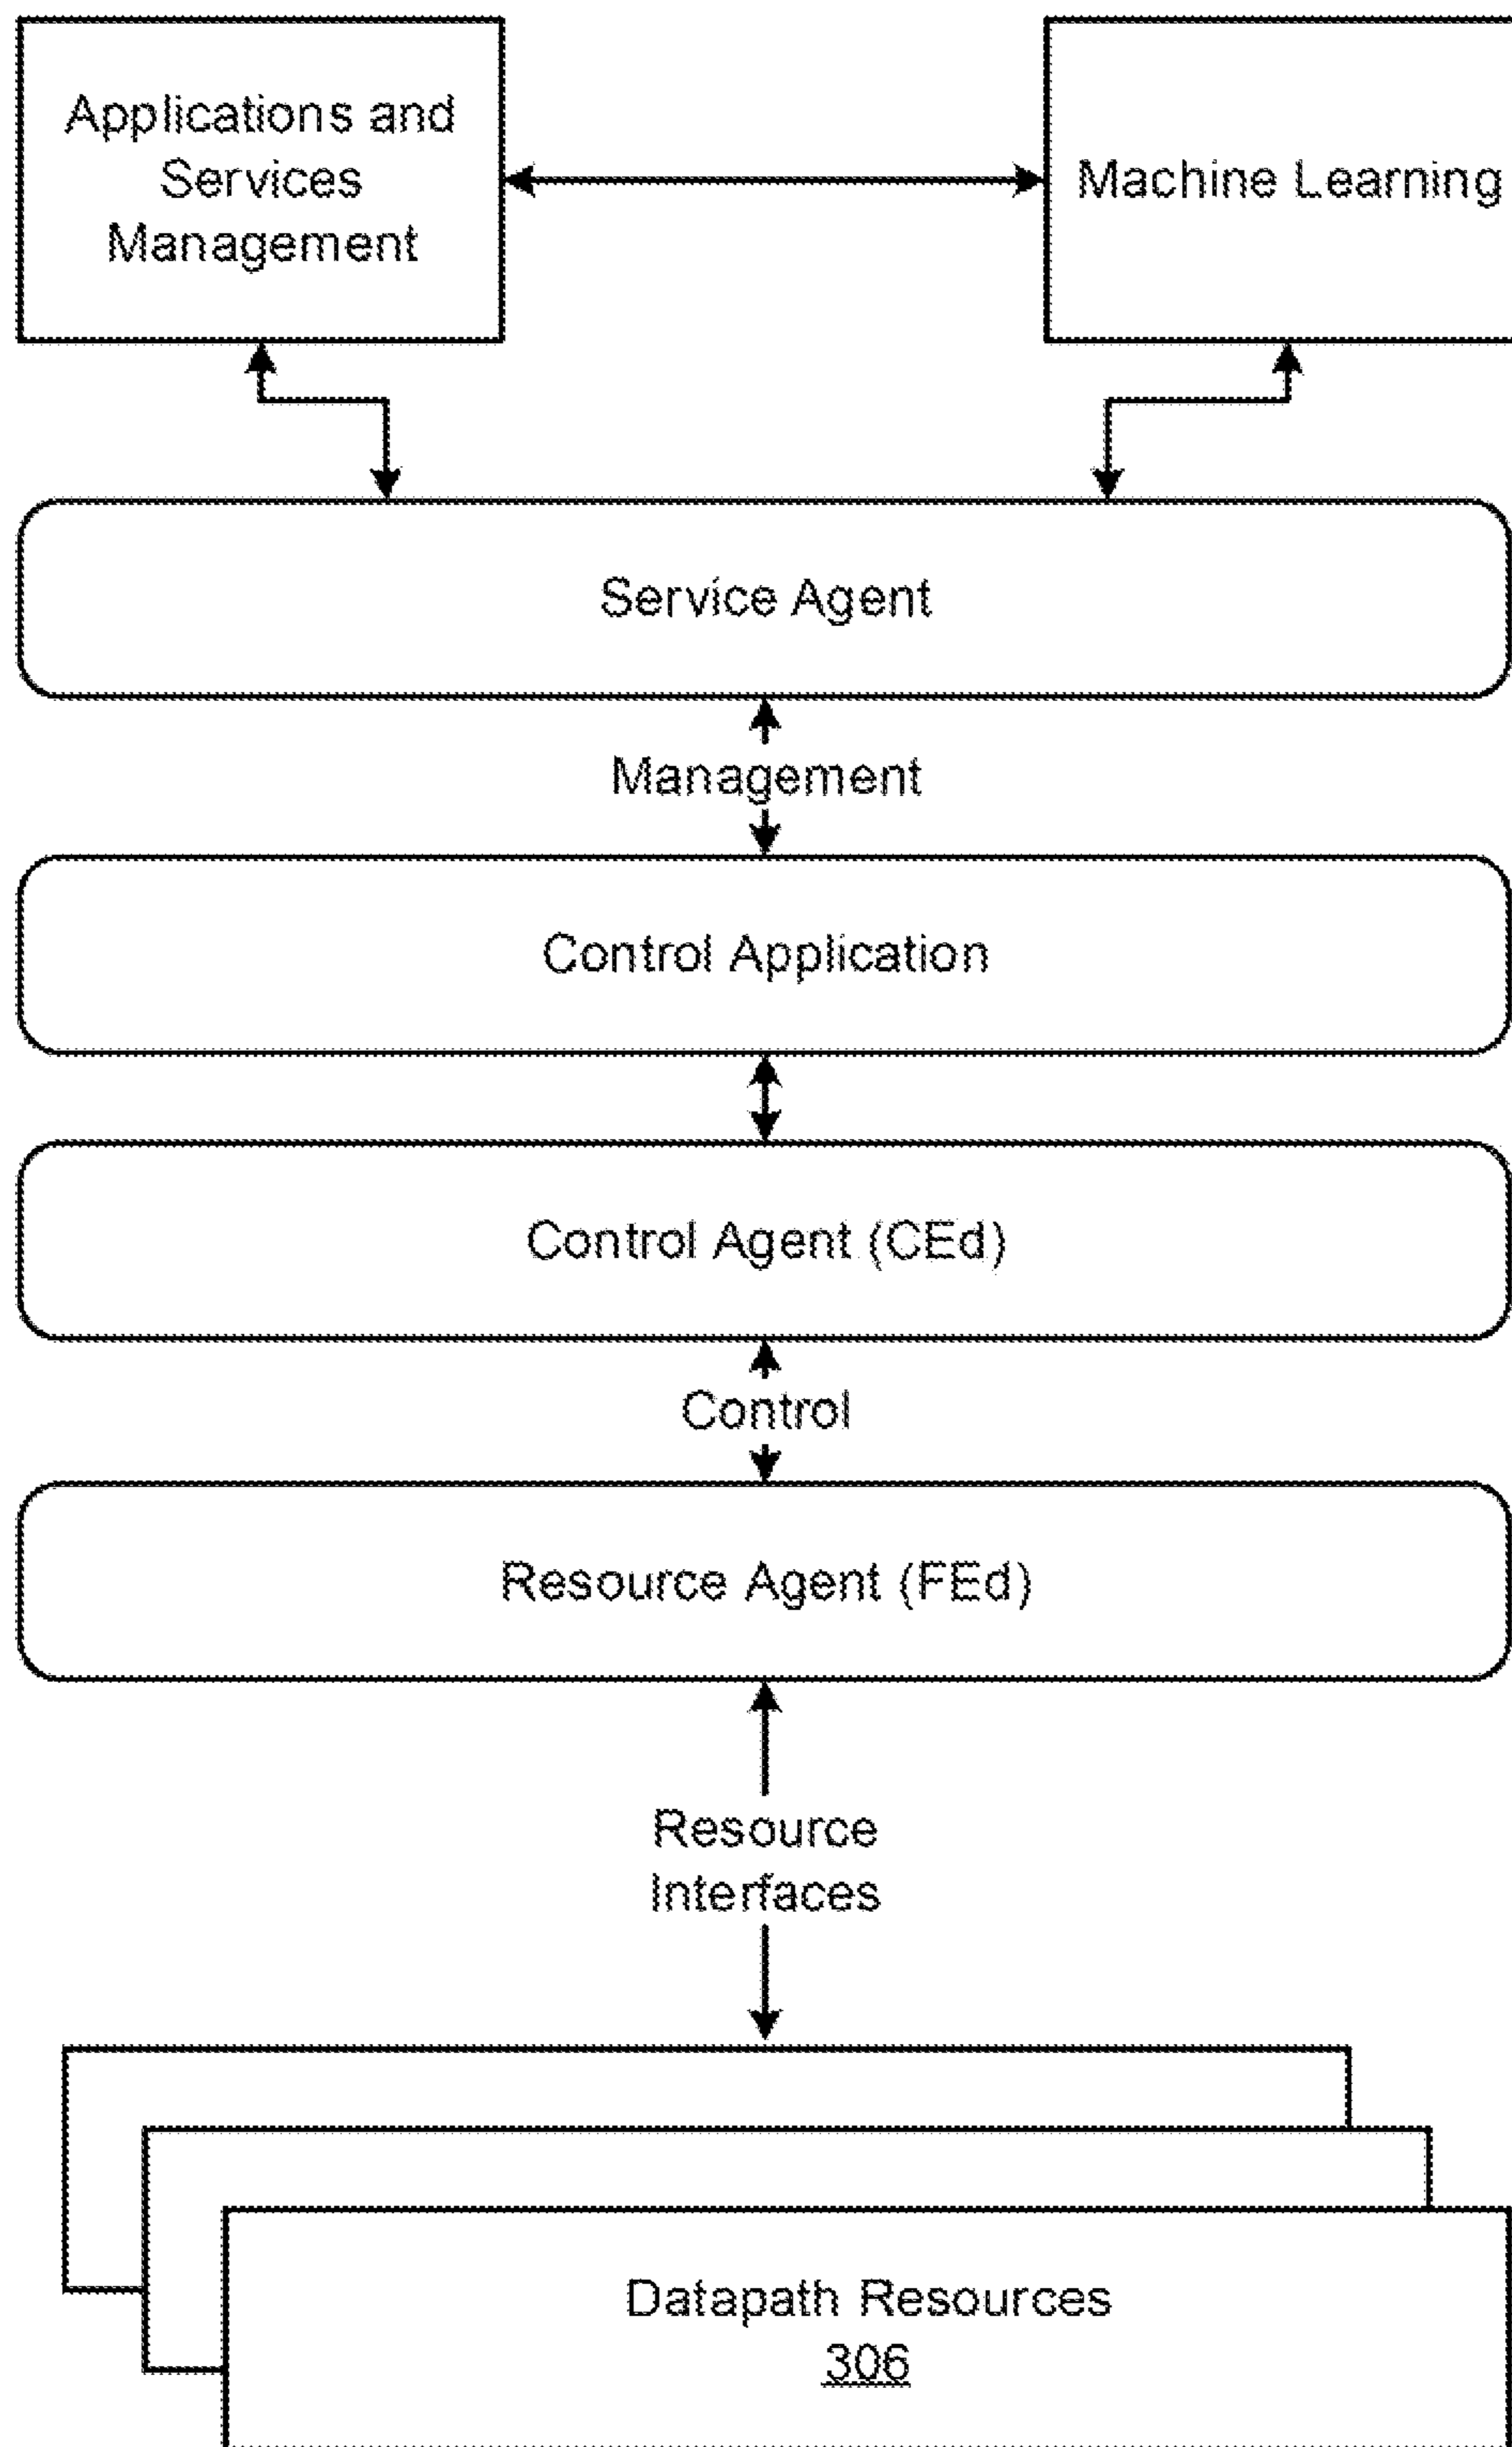 Applications and
Services
Management
Machine Learning
Service Agent
Management
Control Application
Control Agent (CEd)
Control
Resource Agent (FEd)
Resource
Interfaces
Datapath Resources
306